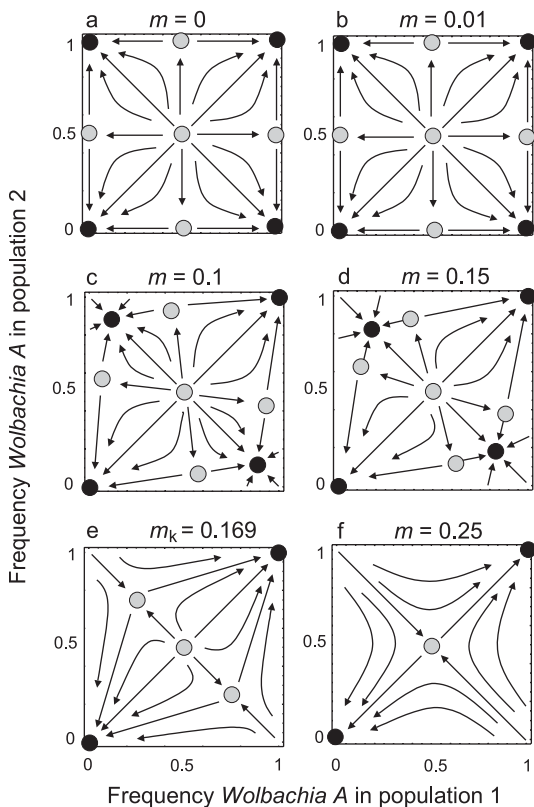 a m = 0
b m = 0.01
1
0.5
0
c m = 0.1
d m = 0.15
1
0.5
0
e mk = 0.169
f m = 0.25
1
0.5
0
0 0.5 1
0 0.5 1
Frequency Wolbachia A in population 2
Frequency Wolbachia A in population 1